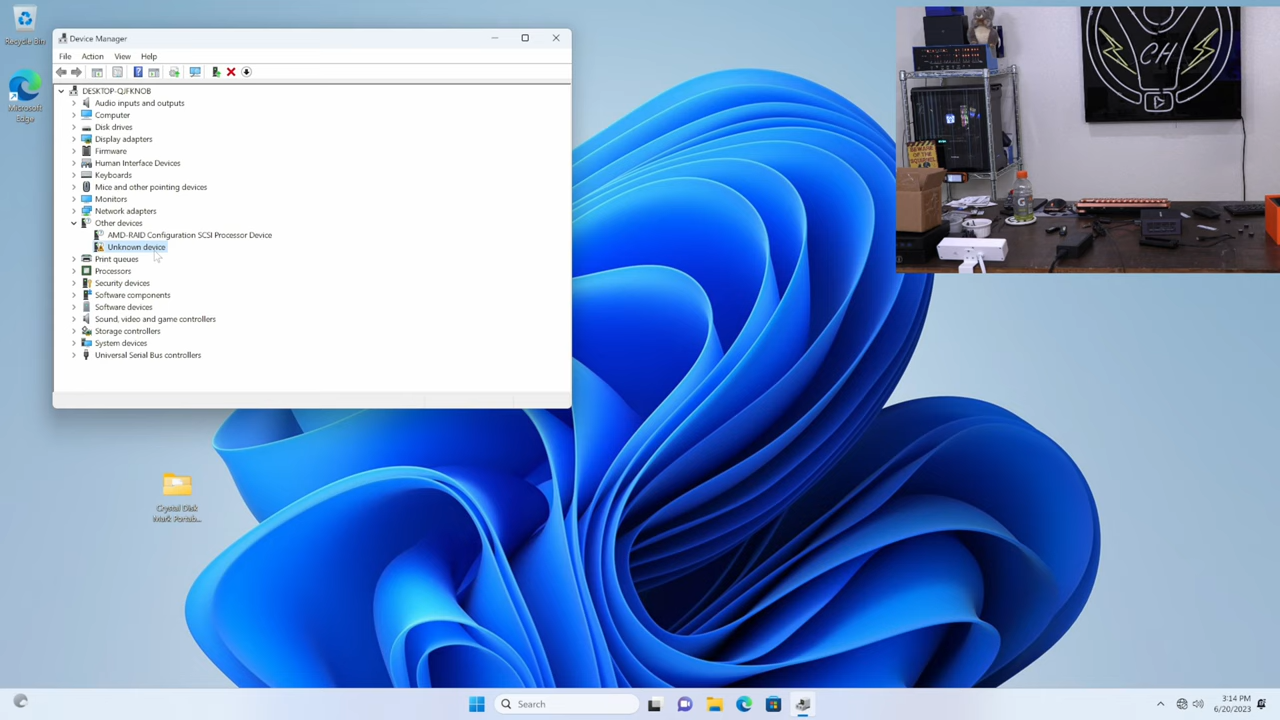 Recycle Bin
Microsoft
Edge
Device Manager
File Action View Help
DESKTOP-QJFKNOB
Audio inputs and outputs
Computer
Disk drives
Display adapters
Firmware
Human Interface Devices
Keyboards
Mice and other pointing devices
Monitors
Network adapters
Other devices
AMD-RAID Configuration SCSI Processor Device
Unknown device
Print queues
Processors
Security devices
Software components
Software devices
Sound, video and game controllers
Storage controllers
System devices
Universal Serial Bus controllers
Crystal Disk
Mark Portab...
CH
BEWARE
OF THE
G
Search
3:14 PM
6/20/2023